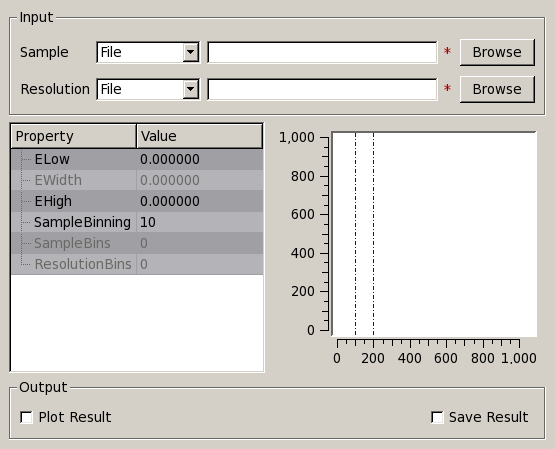 Input
Sample File * Browse
Resolution File * Browse
Property Value
ELow 0.000000
EWidth 0.000000
EHigh 0.000000
SampleBinning 10
SampleBins 0
ResolutionBins 0
1,000
800
600
400
200
0
0 200 400 600 800 1,000
Output
Plot Result Save Result